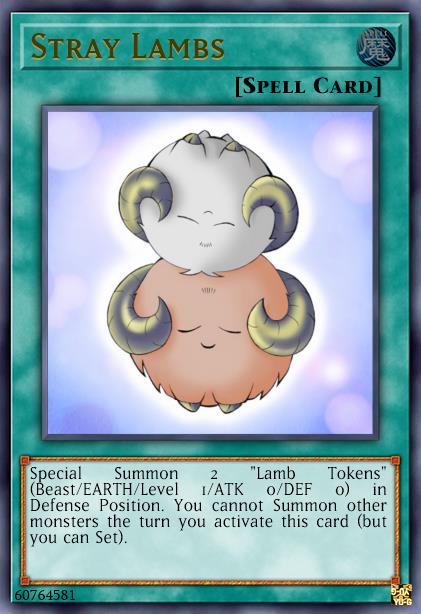 Stray Lambs
[Spell Card]
Special Summon 2 "Lamb Tokens"
(Beast/EARTH/Level 1/ATK 0/DEF 0) in
Defense Position. You cannot Summon other
monsters the turn you activate this card (but
you can Set).
60764581